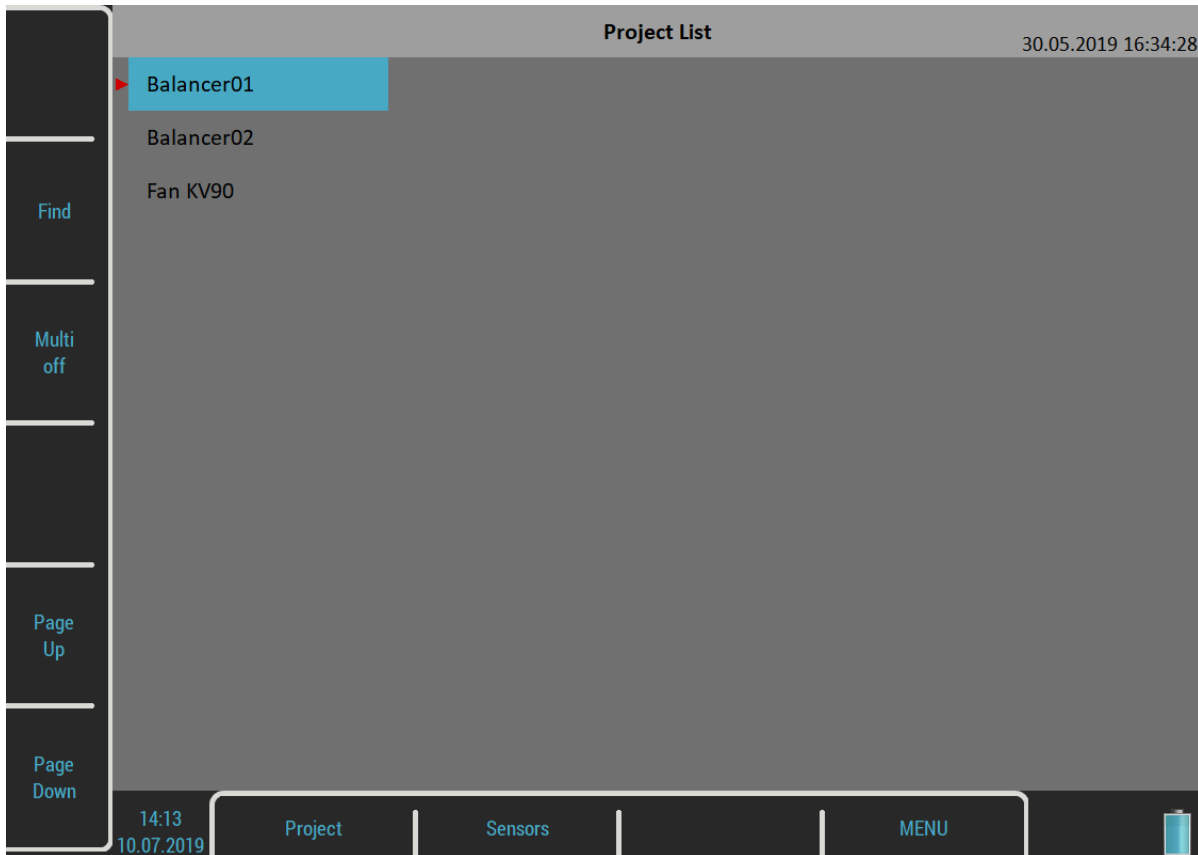 Project List
30.05.2019 16:34:28
Balancer01
Balancer02
Fan KV90
Find
Multi
off
Page
Up
Page
Down
14:13
10.07.2019
Project
Sensors
MENU